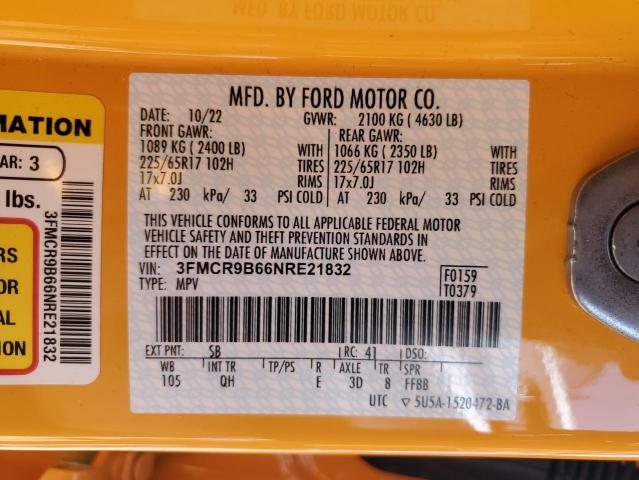 MFD. BY FORD MOTOR CO.
MFD. BY FORD MOTOR CO.
DATE: 10/22 GVWR: 2100 KG ( 4630 LB)
FRONT GAWR: REAR GAWR:
1089 KG ( 2400 LB) WITH 1066 KG ( 2350 LB) WITH
225/65R17 102H TIRES 225/65R17 102H TIRES
17x7.0J RIMS 17x7.0J RIMS
AT 230 kPa/ 33 PSI COLD AT 230 kPa/ 33 PSI COLD
THIS VEHICLE CONFORMS TO ALL APPLICABLE FEDERAL MOTOR
VEHICLE SAFETY AND THEFT PREVENTION STANDARDS IN
EFFECT ON THE DATE OF MANUFACTURE SHOWN ABOVE.
VIN: 3FMCR9B66NRE21832 F0159
TYPE: MPV T0379
EXT PNT: SB RC: 41 DSO:
WB INT TR TP/PS R AXLE TR SPR
105 QH E 3D 8 FFBB
UTC ▽ 5U5A-1520472-BA
MATION
AR: 3
lbs.
3FMCR9B66NRE21832
RS
OR
AL
ION